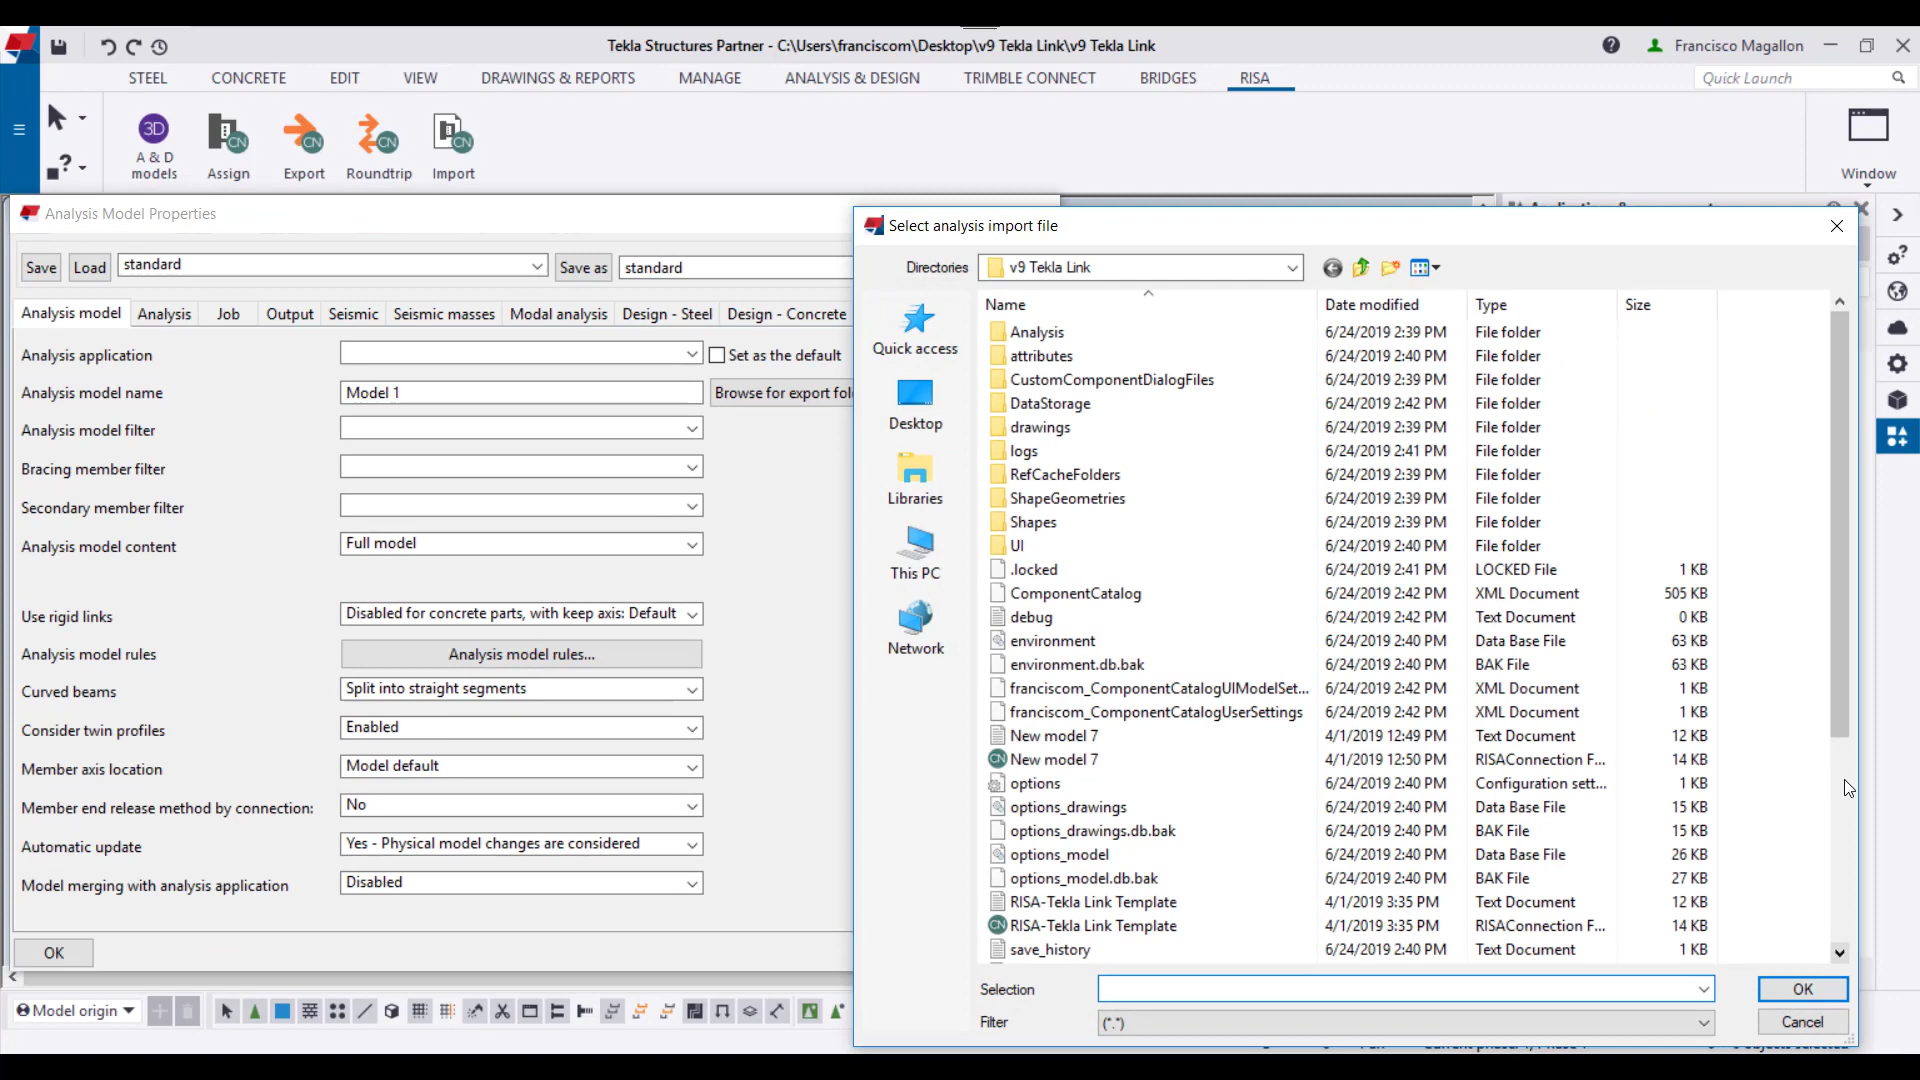 Tekla Structures Partner - C:\Users\franciscom\Desktop\v9 Tekla Link\v9 Tekla Link
Francisco Magallon
STEEL CONCRETE EDIT VIEW DRAWINGS & REPORTS MANAGE ANALYSIS & DESIGN TRIMBLE CONNECT BRIDGES RISA
Quick Launch
3D
A & D models
CN
Assign
CN
Export
CN
Roundtrip
CN
Import
Window
Analysis Model Properties
Save Load standard Save as standard
Analysis model Analysis Job Output Seismic Seismic masses Modal analysis Design - Steel Design - Concrete
Analysis application Set as the default
Analysis model name Model 1 Browse for export fol
Analysis model filter
Bracing member filter
Secondary member filter
Analysis model content Full model
Use rigid links Disabled for concrete parts, with keep axis: Default
Analysis model rules Analysis model rules...
Curved beams Split into straight segments
Consider twin profiles Enabled
Member axis location Model default
Member end release method by connection: No
Automatic update Yes - Physical model changes are considered
Model merging with analysis application Disabled
OK
Model origin
Select analysis import file
Directories v9 Tekla Link
Quick access
Desktop
Libraries
This PC
Network
Name Date modified Type Size
Analysis 6/24/2019 2:39 PM File folder
attributes 6/24/2019 2:40 PM File folder
CustomComponentDialogFiles 6/24/2019 2:39 PM File folder
DataStorage 6/24/2019 2:42 PM File folder
drawings 6/24/2019 2:39 PM File folder
logs 6/24/2019 2:41 PM File folder
RefCacheFolders 6/24/2019 2:39 PM File folder
ShapeGeometries 6/24/2019 2:39 PM File folder
Shapes 6/24/2019 2:39 PM File folder
UI 6/24/2019 2:40 PM File folder
.locked 6/24/2019 2:41 PM LOCKED File 1 KB
ComponentCatalog 6/24/2019 2:42 PM XML Document 505 KB
debug 6/24/2019 2:42 PM Text Document 0 KB
environment 6/24/2019 2:40 PM Data Base File 63 KB
environment.db.bak 6/24/2019 2:40 PM BAK File 63 KB
franciscom_ComponentCatalogUIModelSet... 6/24/2019 2:42 PM XML Document 1 KB
franciscom_ComponentCatalogUserSettings 6/24/2019 2:42 PM XML Document 1 KB
New model 7 4/1/2019 12:49 PM Text Document 12 KB
CN New model 7 4/1/2019 12:50 PM RISAConnection F... 14 KB
options 6/24/2019 2:40 PM Configuration sett... 1 KB
options_drawings 6/24/2019 2:40 PM Data Base File 15 KB
options_drawings.db.bak 6/24/2019 2:40 PM BAK File 15 KB
options_model 6/24/2019 2:40 PM Data Base File 26 KB
options_model.db.bak 6/24/2019 2:40 PM BAK File 27 KB
RISA-Tekla Link Template 4/1/2019 3:35 PM Text Document 12 KB
CN RISA-Tekla Link Template 4/1/2019 3:35 PM RISAConnection F... 14 KB
save_history 6/24/2019 2:40 PM Text Document 1 KB
Selection OK
Filter (*.*) Cancel